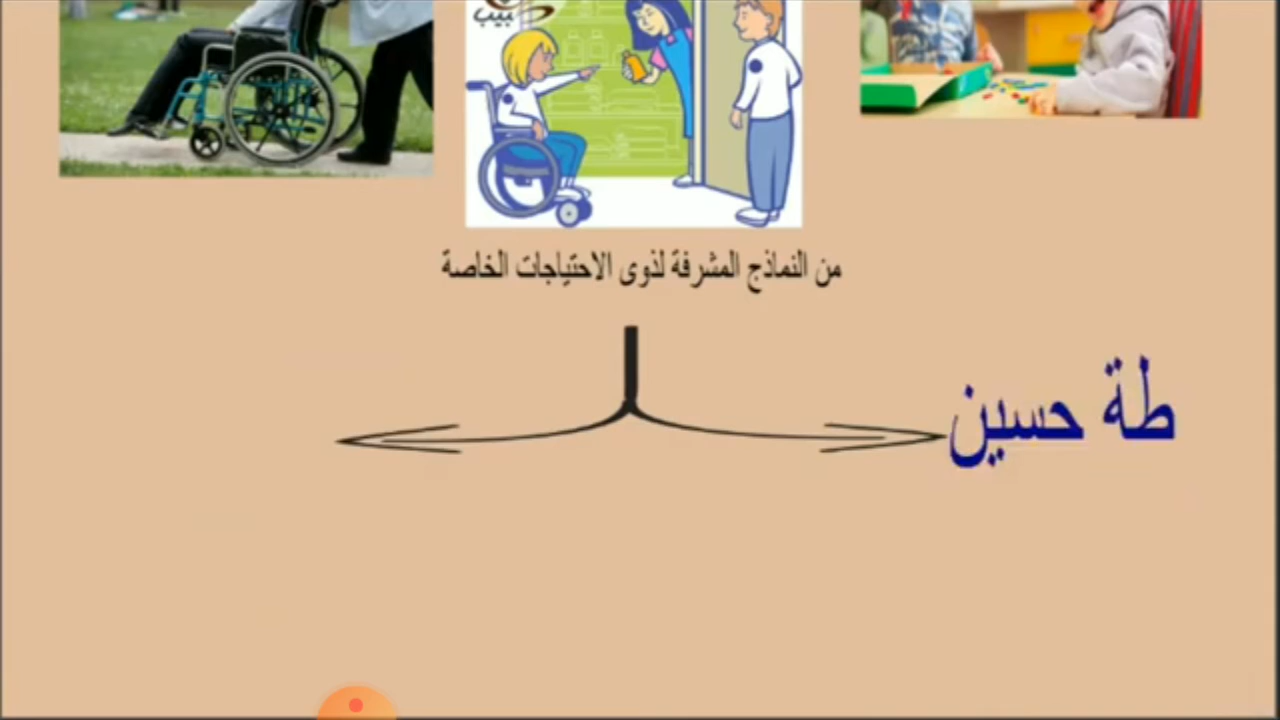 من النماذج المشرفة لذوى الاحتياجات الخاصة
طة حسين